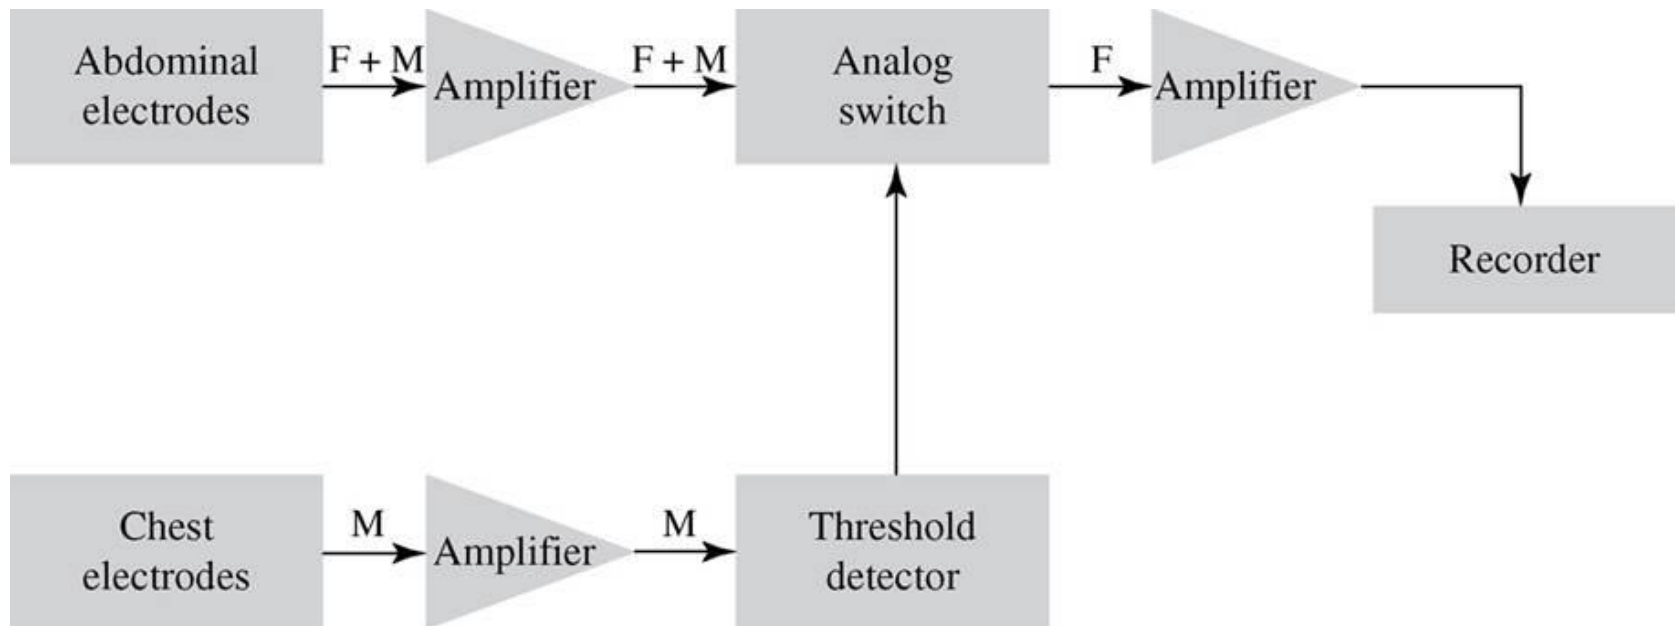 Abdominal
electrodes
F + M
Amplifier
F + M
Analog
switch
F
Amplifier
Recorder
Chest
electrodes
M
Amplifier
M
Threshold
detector